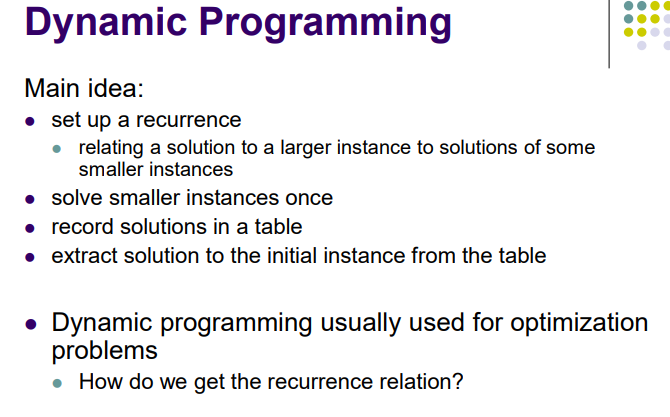 Dynamic Programming
Main idea:
set up a recurrence
relating a solution to a larger instance to solutions of some
smaller instances
solve smaller instances once
record solutions in a table
extract solution to the initial instance from the table
Dynamic programming usually used for optimization
problems
How do we get the recurrence relation?